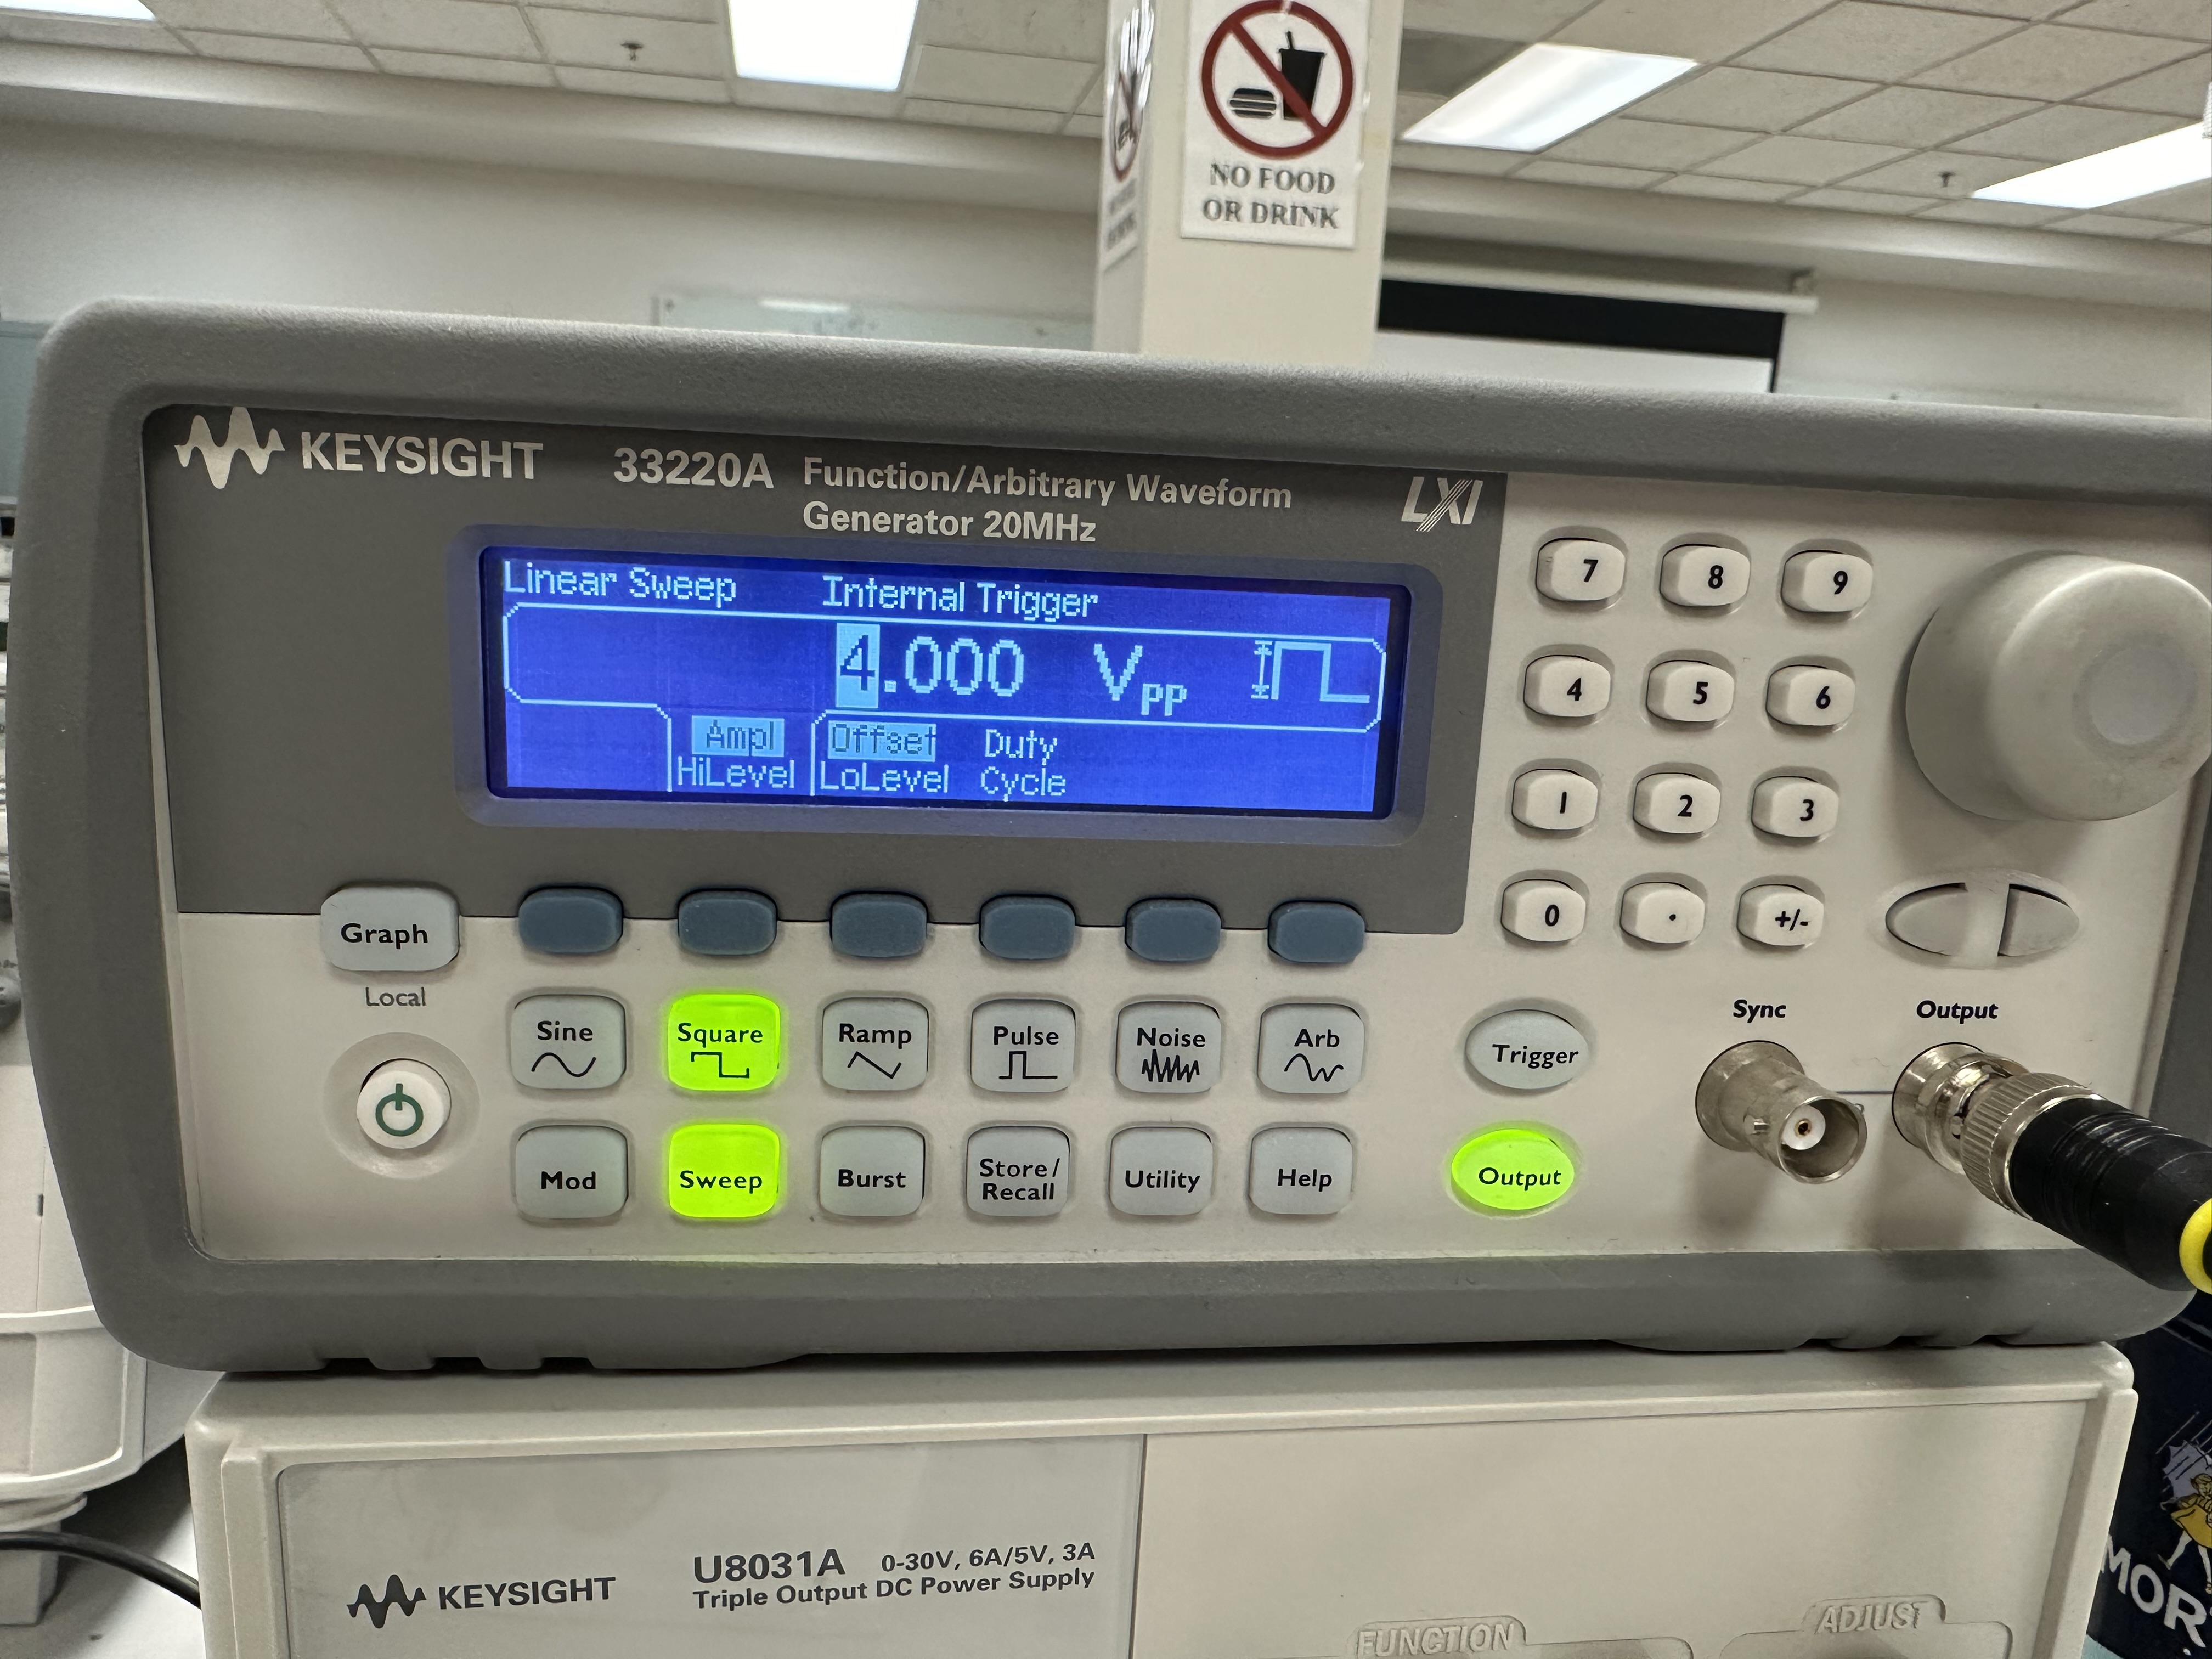 NO FOOD
OR DRINK
KEYSIGHT 33220A Function/Arbitrary Waveform
Generator 20MHz
LXI
Linear Sweep Internal Trigger
4.000 Vpp
Ampl Offset Duty
HiLevel LoLevel Cycle
7 8 9
4 5 6
1 2 3
0 . +/-
Graph
Local
Sine Square Ramp Pulse Noise Arb
Trigger
Sync Output
Mod Sweep Burst Store/
Recall Utility Help
Output
KEYSIGHT
U8031A 0-30V, 6A/5V, 3A
Triple Output DC Power Supply
FUNCTION
ADJUST